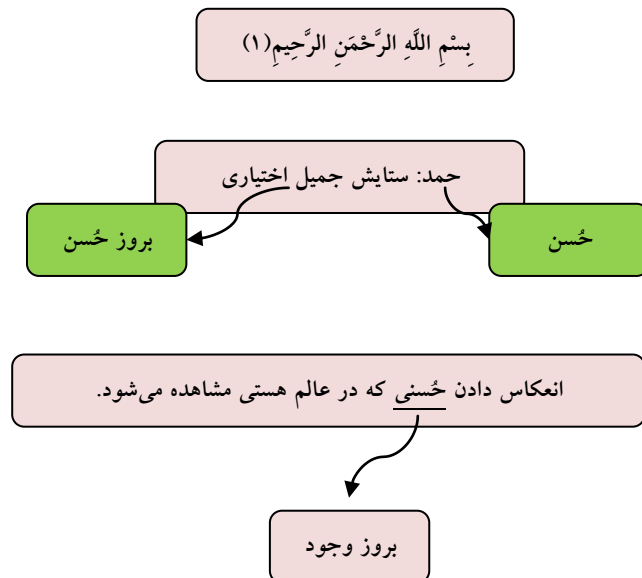 بِسْمِ اللَّهِ الرَّحْمَنِ الرَّحِيمِ(۱)
حمد: ستایش جمیل اختیاری
حُسن
بروز حُسن
انعکاس دادن حُسنی که در عالم هستی مشاهده می‌شود.
بروز وجود